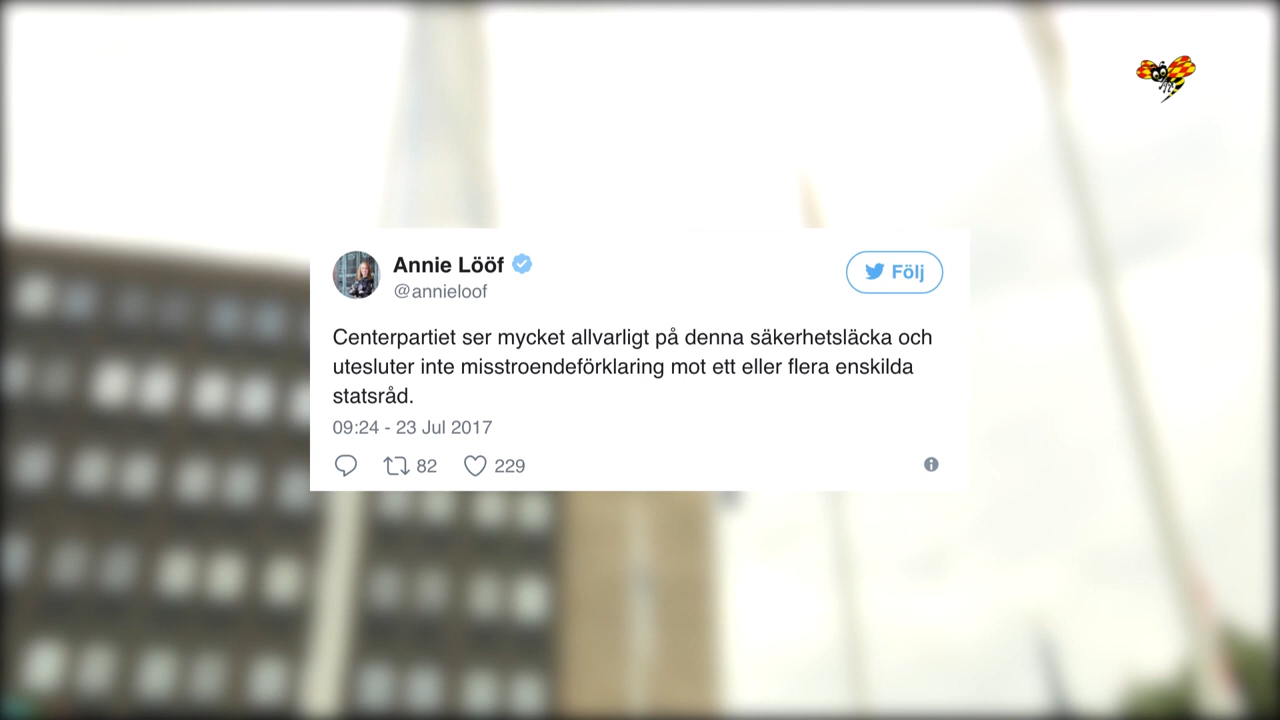 Annie Lööf
@annieloof
Följ
Centerpartiet ser mycket allvarligt på denna säkerhetsläcka och
utesluter inte misstroendeförklaring mot ett eller flera enskilda
statsråd.
09:24 - 23 Jul 2017
82 229